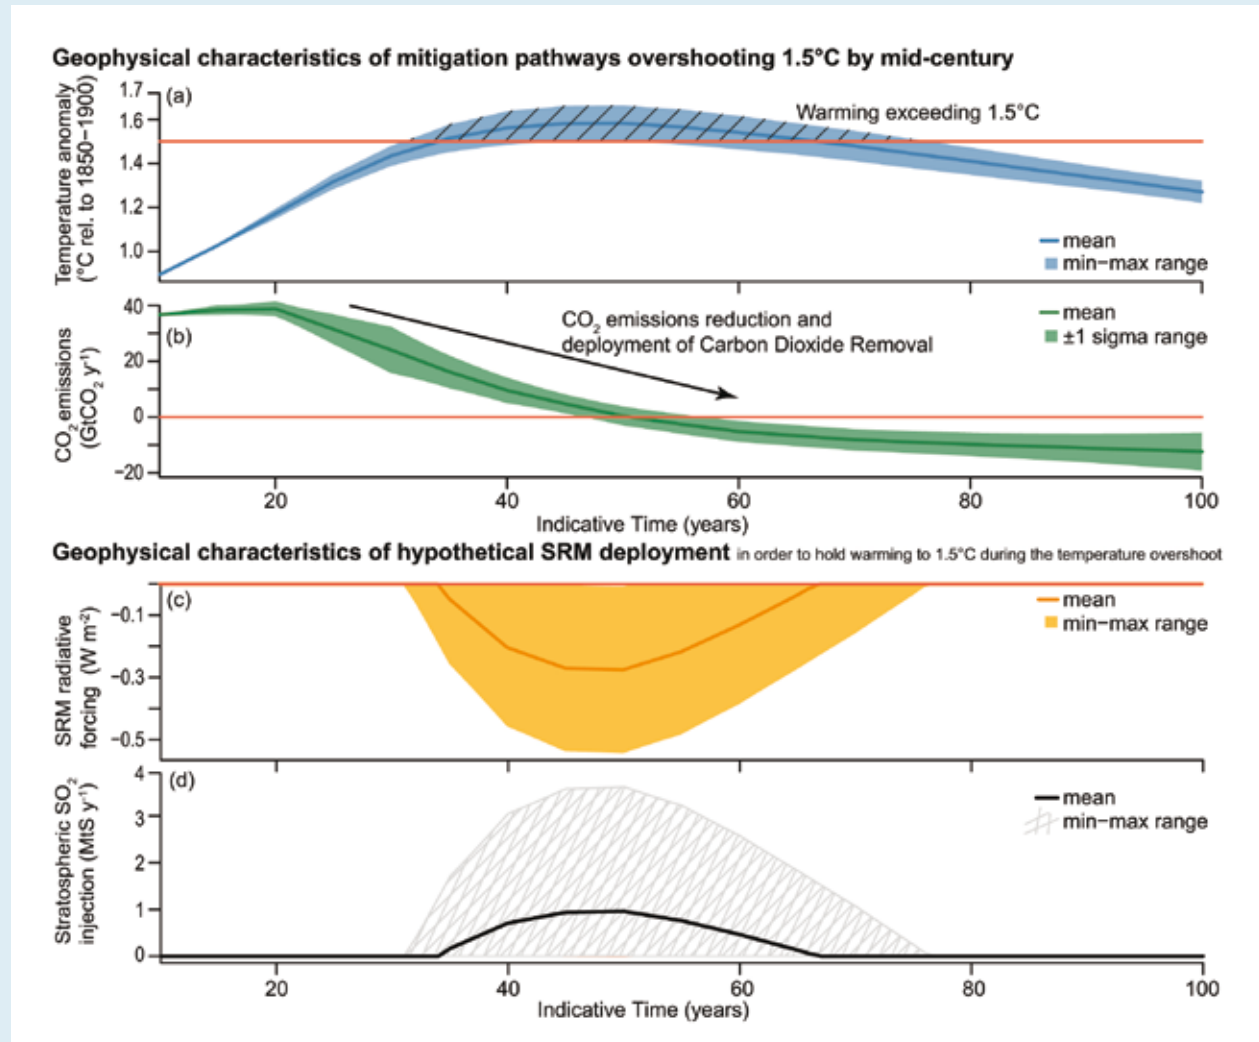 Geophysical characteristics of mitigation pathways overshooting 1.5°C by mid-century
Temperature anomaly
(°C rel. to 1850−1900)
1.7
1.6
1.4
1.2
1.0
(a)
Warming exceeding 1.5°C
mean
min−max range
CO₂ emissions
(GtCO₂ y⁻¹)
40
20
0
−20
(b)
CO₂ emissions reduction and
deployment of Carbon Dioxide Removal
mean
±1 sigma range
20 40 60 80 100
Indicative Time (years)
Geophysical characteristics of hypothetical SRM deployment in order to hold warming to 1.5°C during the temperature overshoot
SRM radiative
forcing (W m⁻²)
−0.1
−0.3
−0.5
(c)
mean
min−max range
Stratospheric SO₂
injection (MtS y⁻¹)
4
3
2
1
0
(d)
mean
min−max range
20 40 60 80 100
Indicative Time (years)